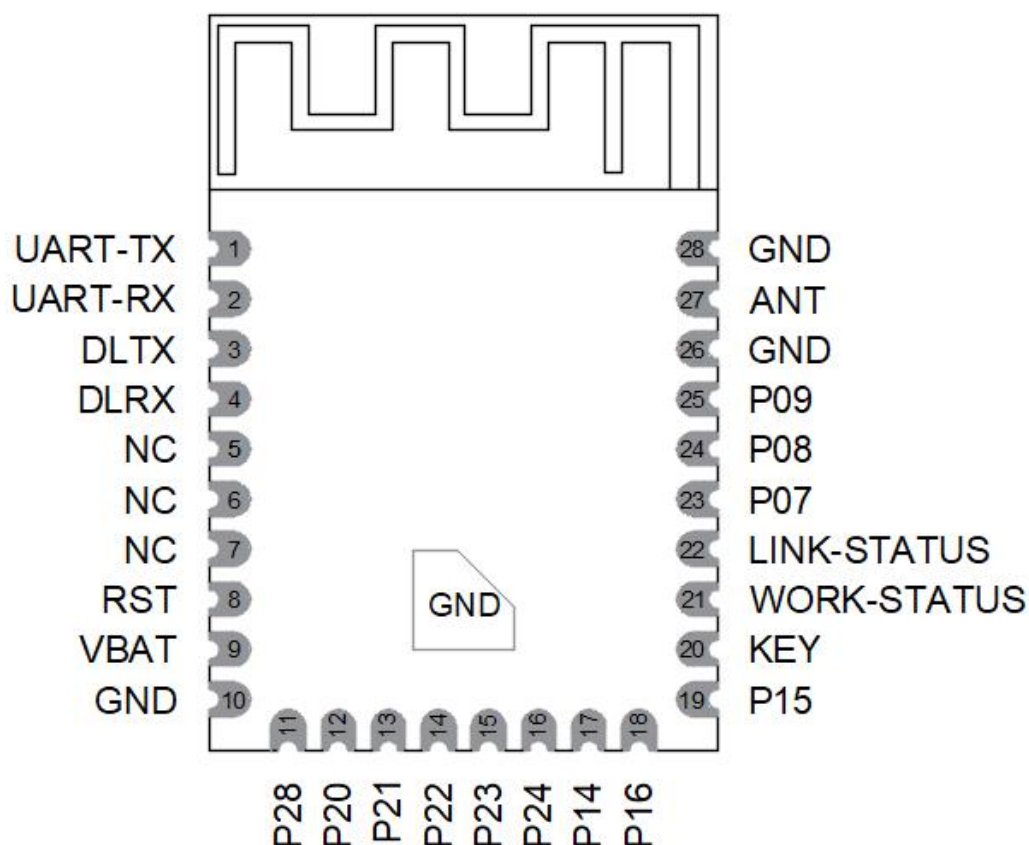 UART-TX 1 28 GND
UART-RX 2 27 ANT
DLTX 3 26 GND
DLRX 4 25 P09
NC 5 24 P08
NC 6 23 P07
NC 7 22 LINK-STATUS
RST 8 21 WORK-STATUS
GND
VBAT 9 20 KEY
GND 10 19 P15
11 12 13 14 15 16 17 18
P28 P20 P21 P22 P23 P24 P14 P16